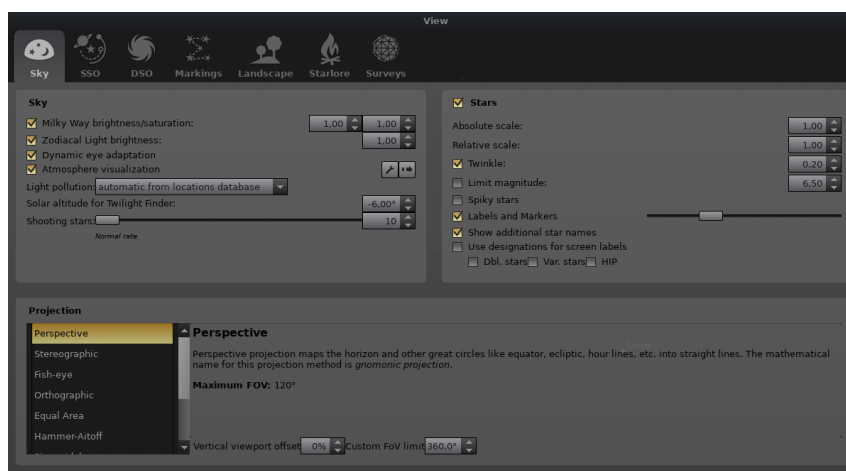 View
Sky SSO DSO Markings Landscape Starlore Surveys
Sky
Milky Way brightness/saturation: 1,00 1,00
Zodiacal Light brightness: 1,00
Dynamic eye adaptation
Atmosphere visualization
Light pollution: automatic from locations database
Solar altitude for Twilight Finder: -6,00°
Shooting stars: 10
Normal rate
Stars
Absolute scale: 1,00
Relative scale: 1,00
Twinkle: 0,20
Limit magnitude: 6,50
Spiky stars
Labels and Markers
Show additional star names
Use designations for screen labels
Dbl. stars Var. stars HIP
Projection
Perspective
Stereographic
Fish-eye
Orthographic
Equal Area
Hammer-Aitoff
Perspective
Perspective projection maps the horizon and other great circles like equator, ecliptic, hour lines, etc. into straight lines. The mathematical
name for this projection method is gnomonic projection.
Maximum FOV: 120°
Vertical viewport offset 0% Custom FoV limit 360,0°